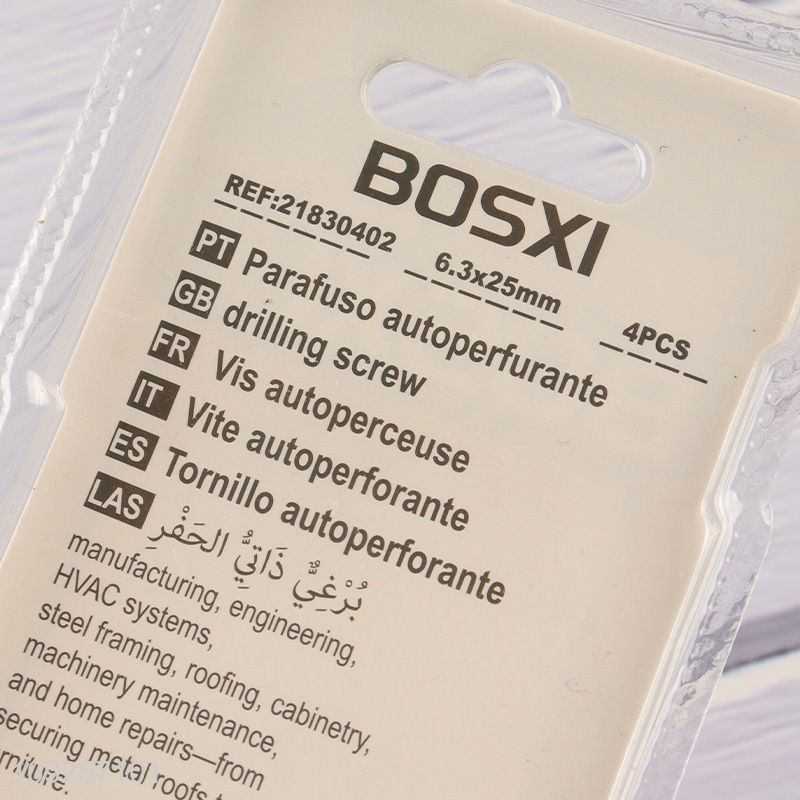 BOSXI
REF:21830402 6.3x25mm 4PCS
PT Parafuso autoperfurante
GB drilling screw
FR Vis autoperceuse
IT Vite autoperforante
ES Tornillo autoperforante
LAS بُرْغِيٌّ ذَاتِيُّ الحَفْرِ
manufacturing, engineering,
HVAC systems,
steel framing, roofing, cabinetry,
machinery maintenance,
and home repairs—from
securing metal roofs